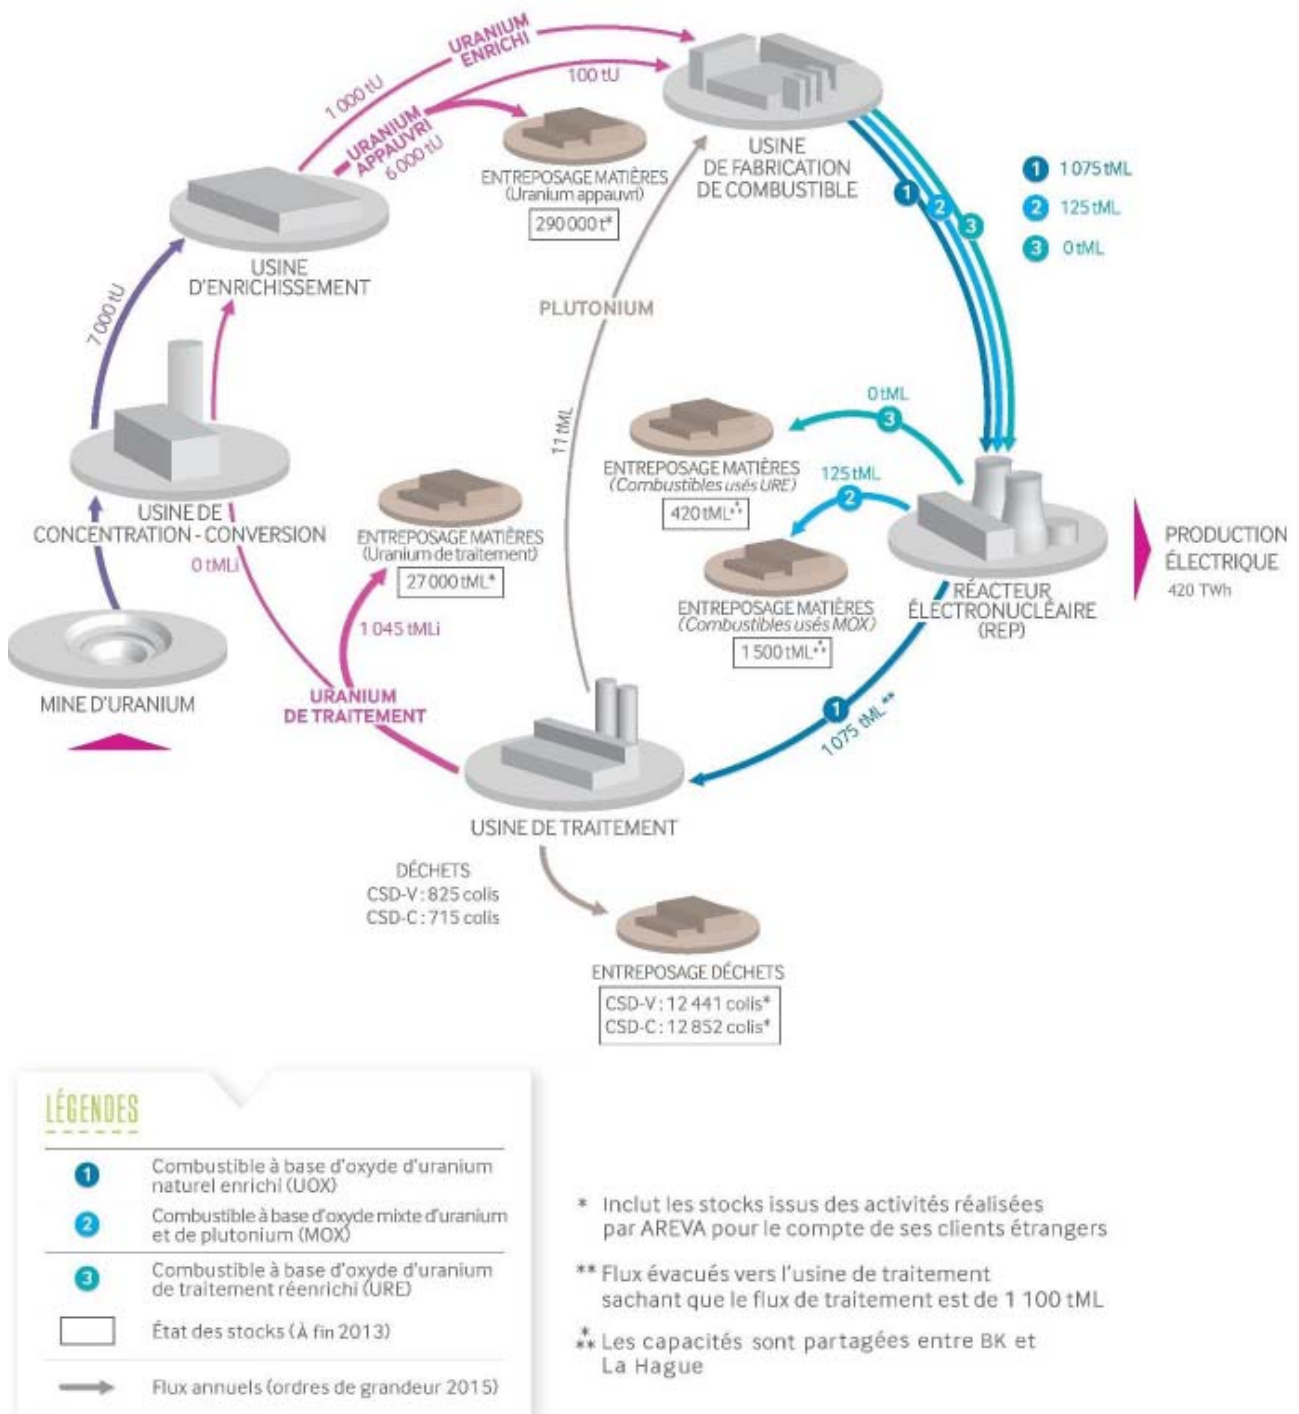 URANIUM
ENRICHI
1 000 tU
100 tU
URANIUM
APPAUVRI
6 000 tU
ENTREPOSAGE MATIÈRES
(Uranium appauvri)
290 000 t*
USINE
DE FABRICATION
DE COMBUSTIBLE
1
2
3
1 1 075 tML
2 125 tML
3 0 tML
USINE
D'ENRICHISSEMENT
7 000 tU
PLUTONIUM
11 tML
0 tML
3
ENTREPOSAGE MATIÈRES
(Combustibles usés URE)
420 tML⁂
125 tML
2
ENTREPOSAGE MATIÈRES
(Combustibles usés MOX)
1 500 tML⁂
RÉACTEUR
ÉLECTRONUCLÉAIRE
(REP)
PRODUCTION
ÉLECTRIQUE
420 TWh
USINE DE
CONCENTRATION - CONVERSION
0 tMLi
ENTREPOSAGE MATIÈRES
(Uranium de traitement)
27 000 tML*
1 045 tMLi
MINE D'URANIUM
URANIUM
DE TRAITEMENT
1
1 075 tML**
USINE DE TRAITEMENT
DÉCHETS
CSD-V : 825 colis
CSD-C : 715 colis
ENTREPOSAGE DÉCHETS
CSD-V : 12 441 colis*
CSD-C : 12 852 colis*
LÉGENDES
1 Combustible à base d'oxyde d'uranium
naturel enrichi (UOX)
2 Combustible à base d'oxyde mixte d'uranium
et de plutonium (MOX)
3 Combustible à base d'oxyde d'uranium
de traitement réenrichi (URE)
État des stocks (À fin 2013)
Flux annuels (ordres de grandeur 2015)
* Inclut les stocks issus des activités réalisées
par AREVA pour le compte de ses clients étrangers
** Flux évacués vers l'usine de traitement
sachant que le flux de traitement est de 1 100 tML
⁂ Les capacités sont partagées entre BK et
La Hague